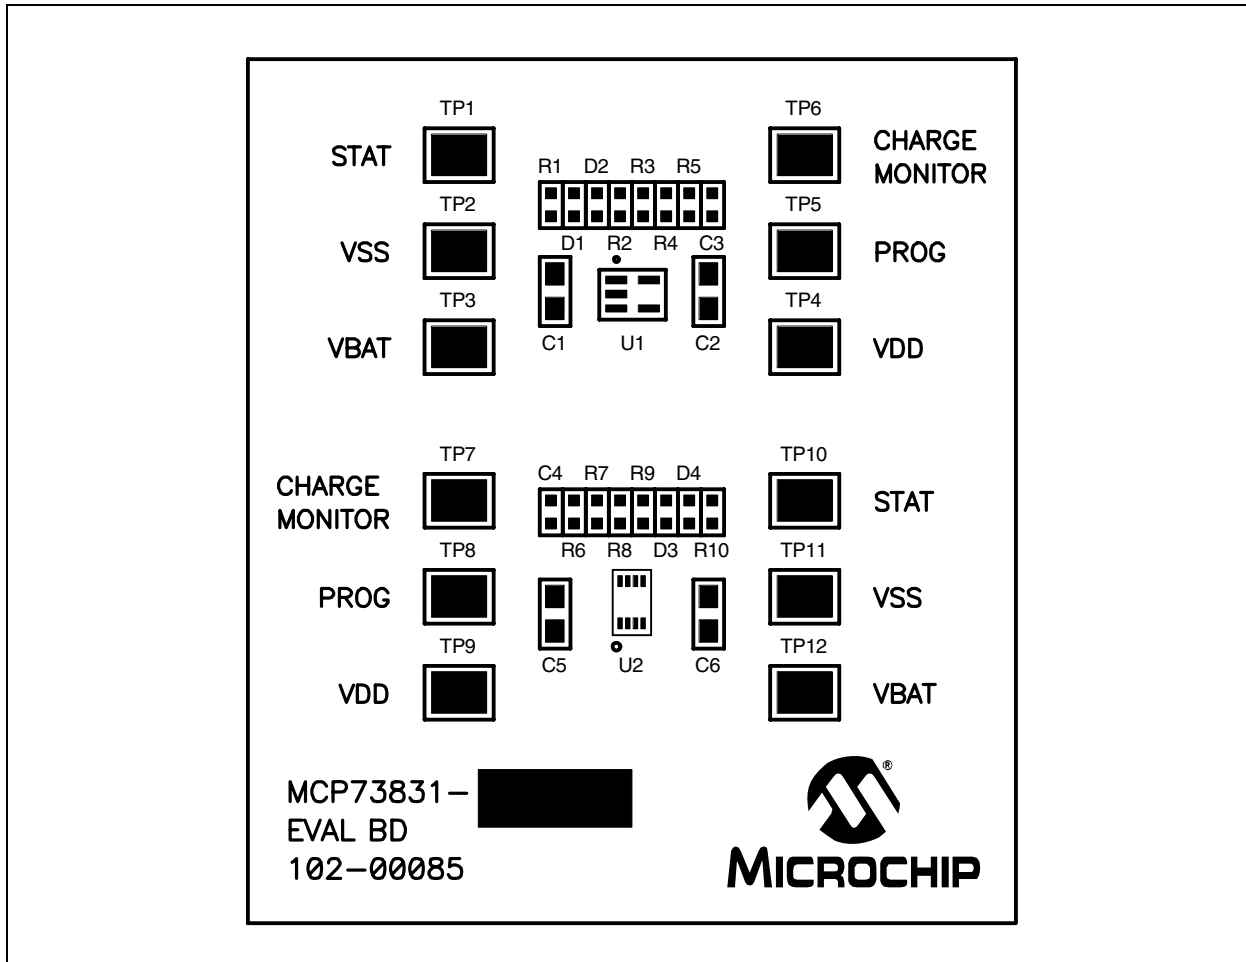 TP1
TP6
STAT
CHARGE
MONITOR
R1 D2 R3 R5
TP2
TP5
VSS
D1 R2 R4 C3
PROG
TP3
TP4
VBAT
C1 U1 C2
VDD
TP7
TP10
CHARGE
MONITOR
C4 R7 R9 D4
STAT
TP8
R6 R8 D3 R10
TP11
PROG
VSS
TP9
C5 U2 C6
TP12
VDD
VBAT
MCP73831-
EVAL BD
102-00085
®
MICROCHIP